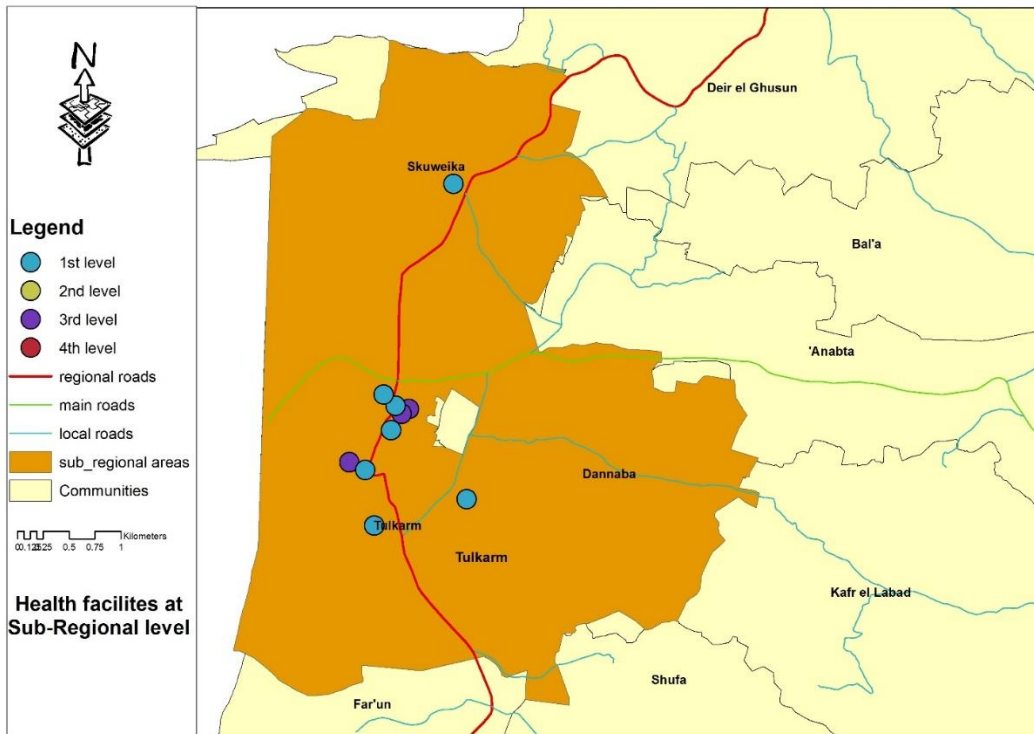 N
Legend
1st level
2nd level
3rd level
4th level
regional roads
main roads
local roads
sub_regional areas
Communities
Kilometers
0.5 0.75 1
Health facilites at
Sub-Regional level
Deir el Ghusun
Skuweika
Bal'a
'Anabta
Dannaba
Tulkarm
Tulkarm
Kafr el Labad
Shufa
Far'un